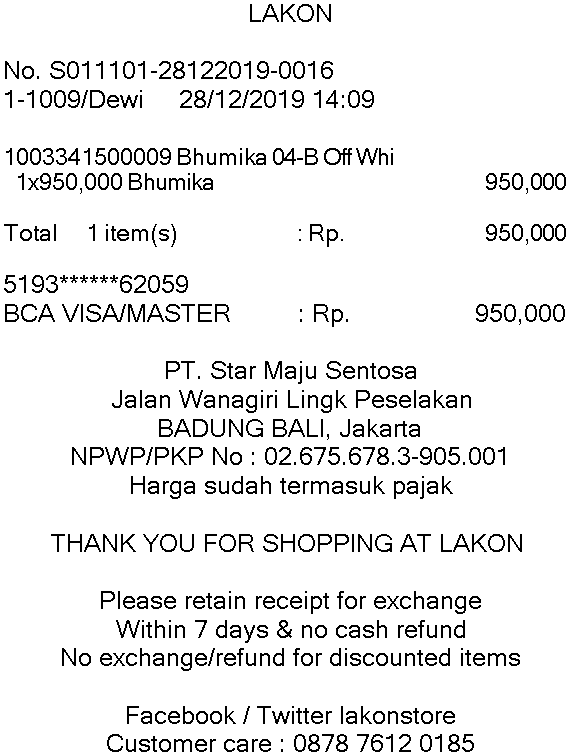 LAKON
No. S011101-28122019-0016
1-1009/Dewi 28/12/2019 14:09
1003341500009 Bhumika 04-B Off Whi
1x950,000 Bhumika 950,000
Total 1 item(s) : Rp. 950,000
5193******62059
BCA VISA/MASTER : Rp. 950,000
PT. Star Maju Sentosa
Jalan Wanagiri Lingk Peselakan
BADUNG BALI, Jakarta
NPWP/PKP No : 02.675.678.3-905.001
Harga sudah termasuk pajak
THANK YOU FOR SHOPPING AT LAKON
Please retain receipt for exchange
Within 7 days & no cash refund
No exchange/refund for discounted items
Facebook / Twitter lakonstore
Customer care : 0878 7612 0185